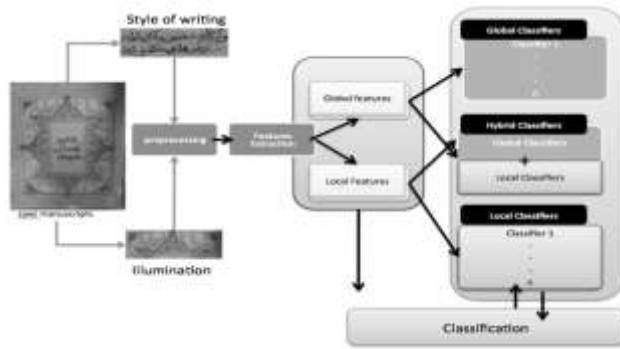 Style of writing
manuscripts
Illumination
preprocessing
Features
Extraction
Global features
Local Features
Global Classifiers
Classifier 1
Hybrid Classifiers
Global Classifiers
+
Local Classifiers
Local Classifiers
Classifier 1
Classification